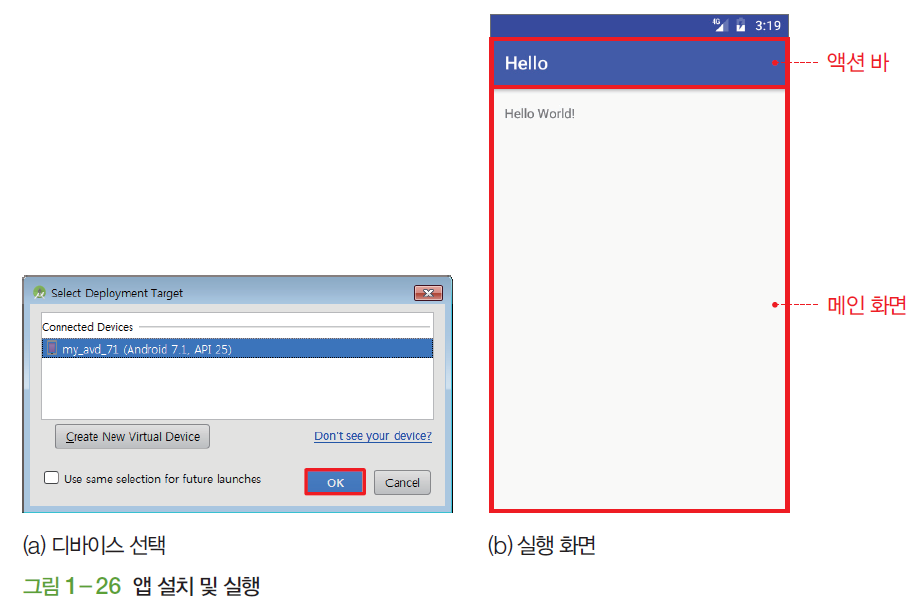 4G 3:19
Hello
액션 바
Hello World!
메인 화면
Select Deployment Target
Connected Devices
my_avd_71 (Android 7.1, API 25)
Create New Virtual Device
Don't see your device?
Use same selection for future launches
OK
Cancel
(a) 디바이스 선택
(b) 실행 화면
그림 1-26 앱 설치 및 실행